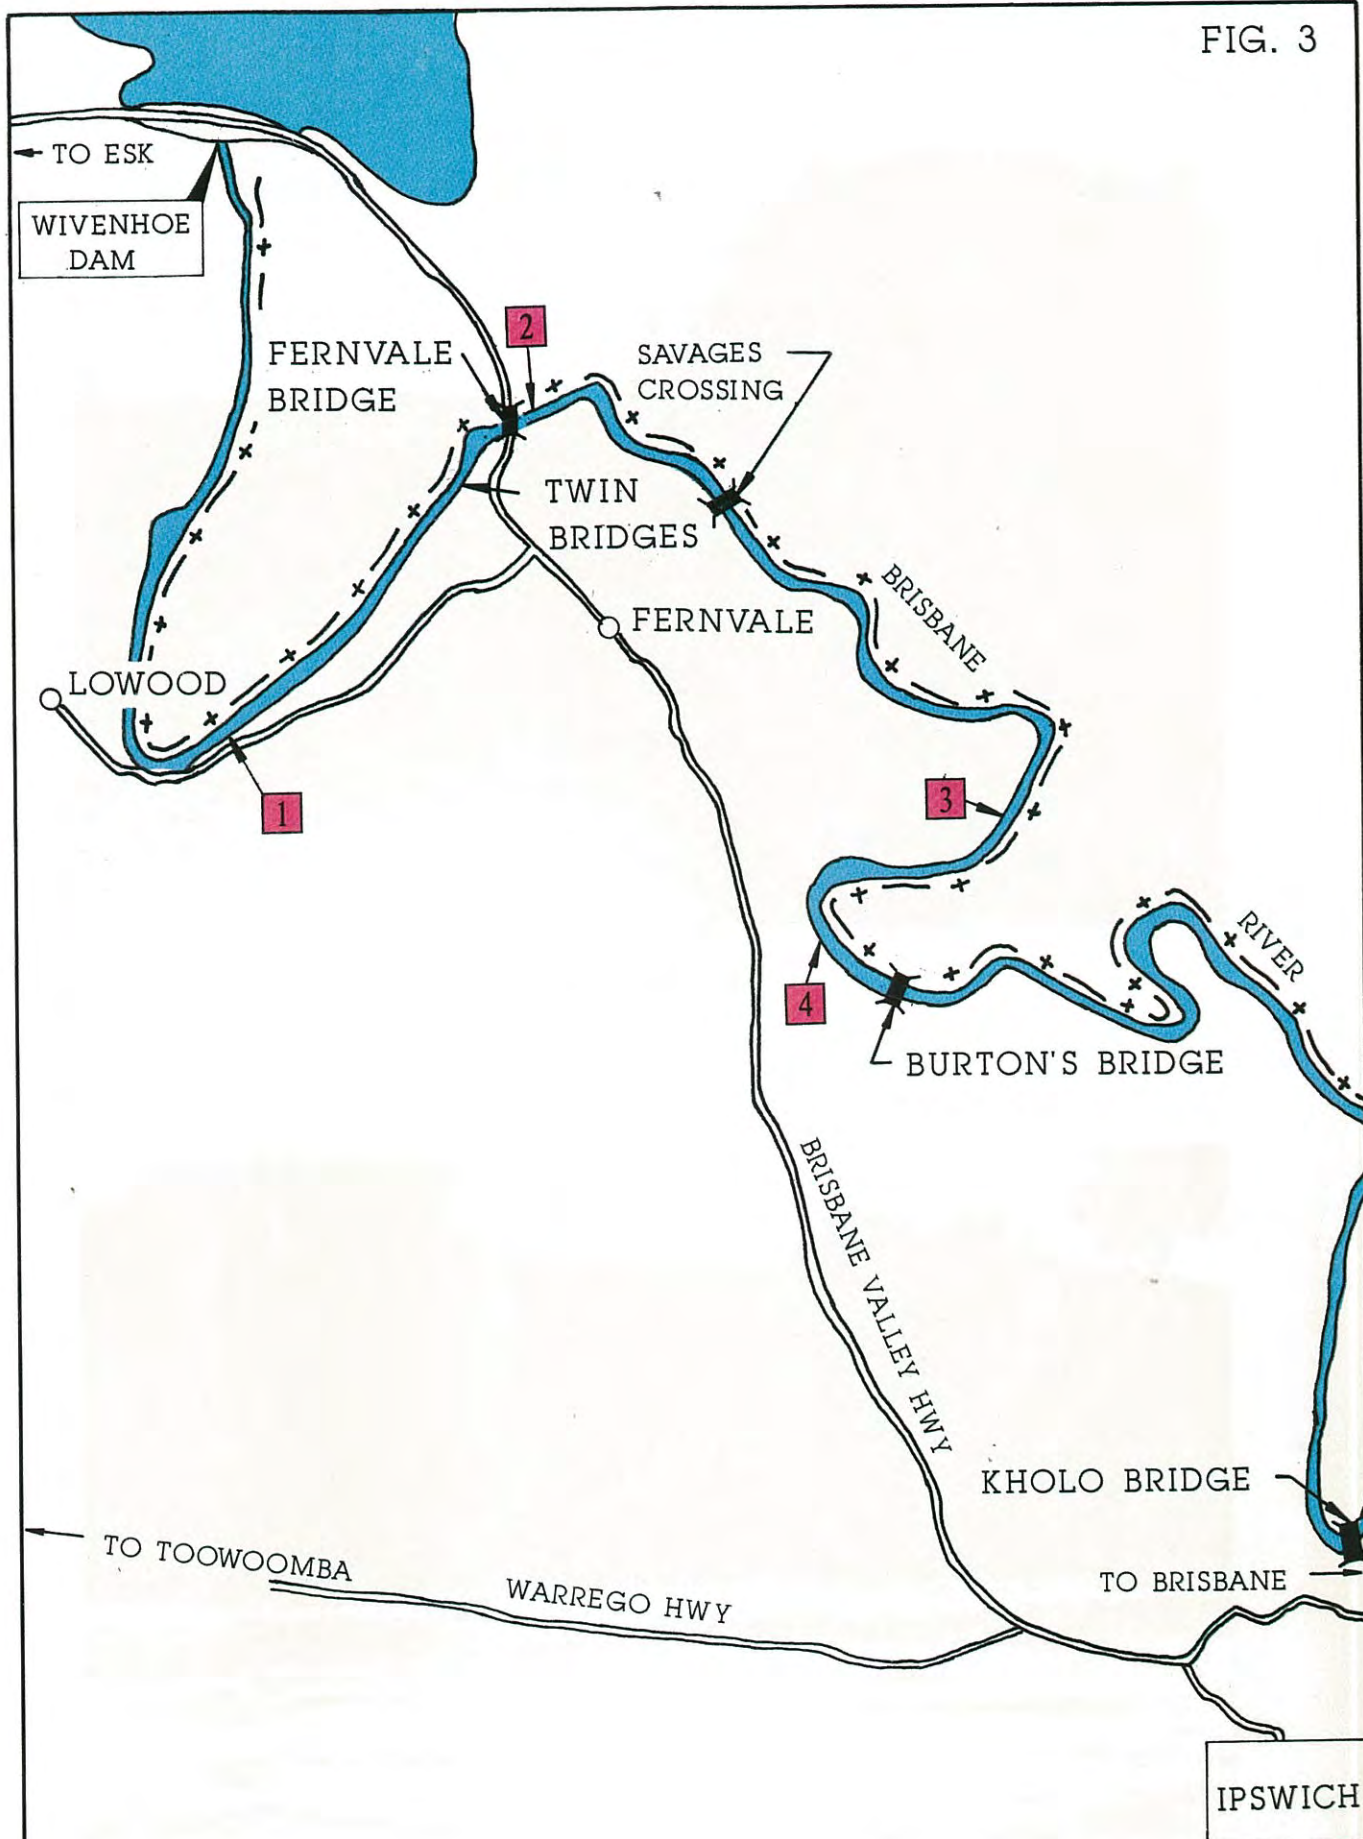 FIG. 3
← TO ESK
WIVENHOE
DAM
2
FERNVALE
BRIDGE
SAVAGES
CROSSING
TWIN
BRIDGES
BRISBANE
FERNVALE
LOWOOD
1
3
RIVER
4
BURTON'S BRIDGE
BRISBANE VALLEY HWY
KHOLO BRIDGE
← TO TOOWOOMBA
WARREGO HWY
TO BRISBANE →
IPSWICH